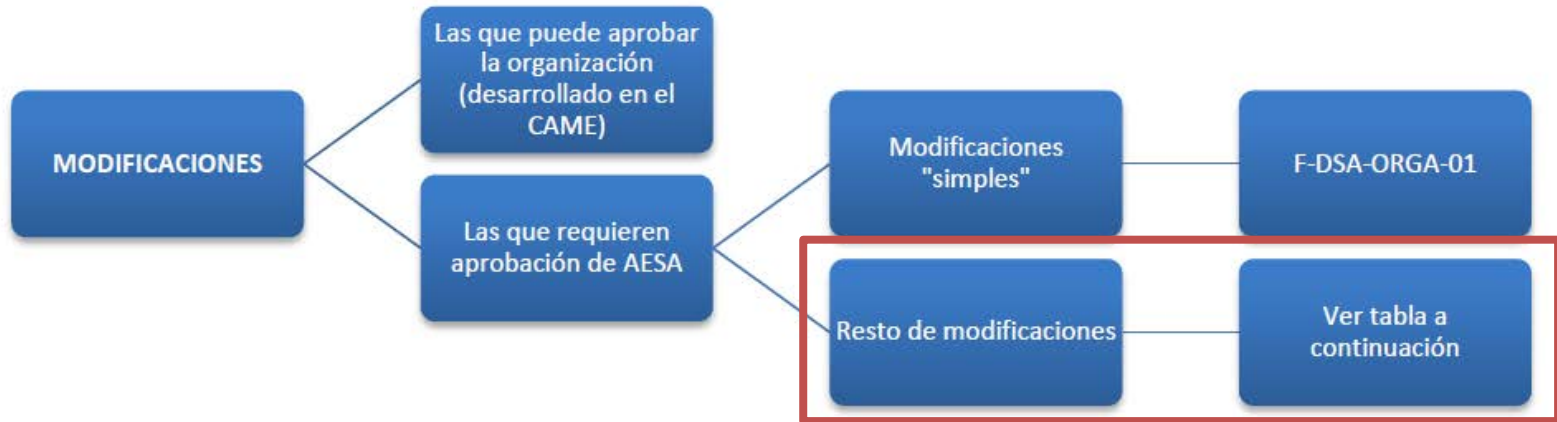 MODIFICACIONES
Las que puede aprobar
la organización
(desarrollado en el
CAME)
Las que requieren
aprobación de AESA
Modificaciones
"simples"
F-DSA-ORGA-01
Resto de modificaciones
Ver tabla a
continuación